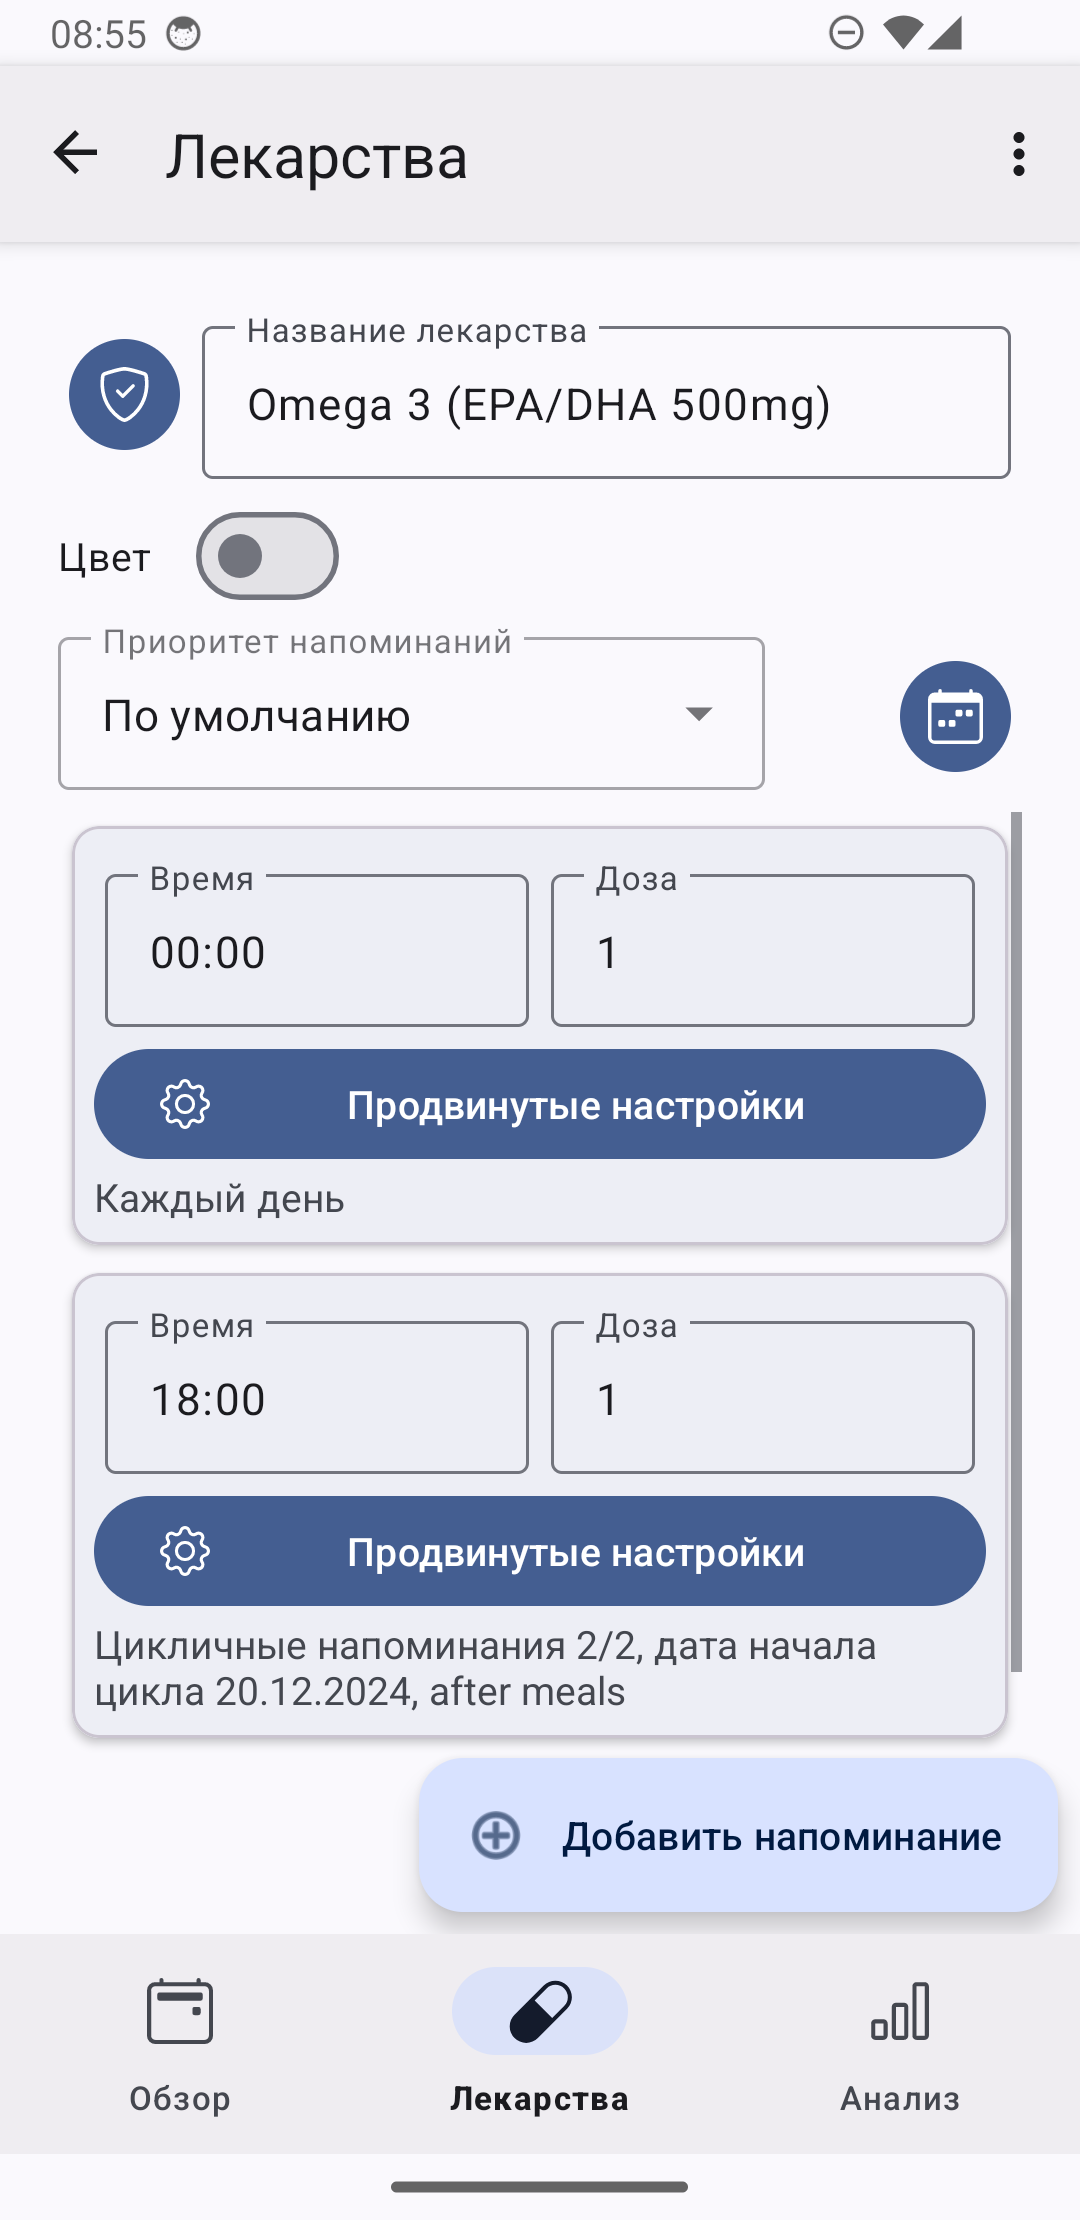 08:55
Лекарства
Название лекарства
Omega 3 (EPA/DHA 500mg)
Цвет
Приоритет напоминаний
По умолчанию
Время
Доза
00:00
1
Продвинутые настройки
Каждый день
Время
Доза
18:00
1
Продвинутые настройки
Цикличные напоминания 2/2, дата начала
цикла 20.12.2024, after meals
Добавить напоминание
Обзор
Лекарства
Анализ